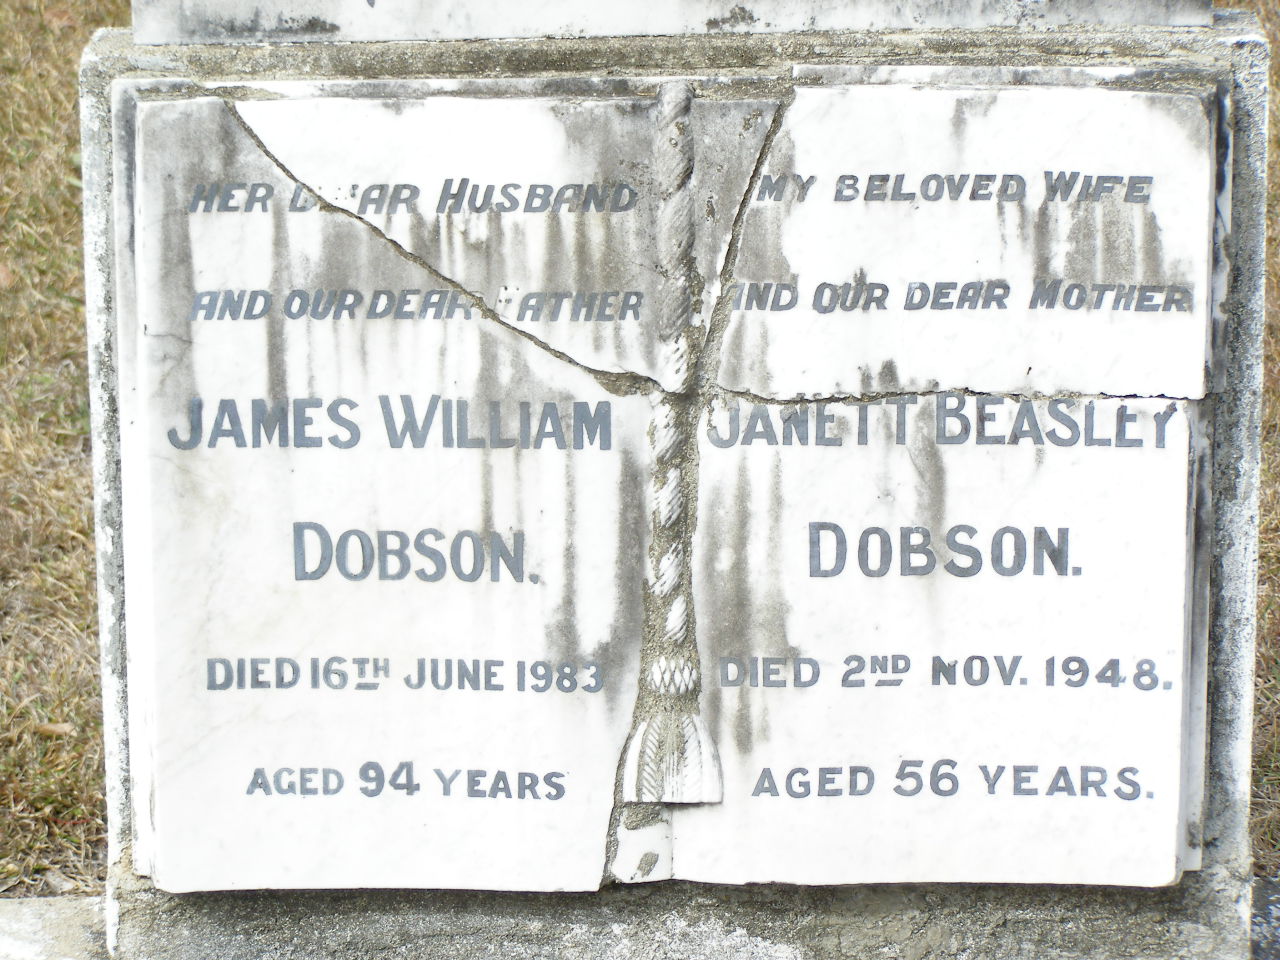 HER DEAR HUSBAND
AND OUR DEAR FATHER
JAMES WILLIAM
DOBSON.
DIED 16TH JUNE 1983
AGED 94 YEARS
MY BELOVED WIFE
AND OUR DEAR MOTHER
JANETT BEASLEY
DOBSON.
DIED 2ND NOV. 1948.
AGED 56 YEARS.